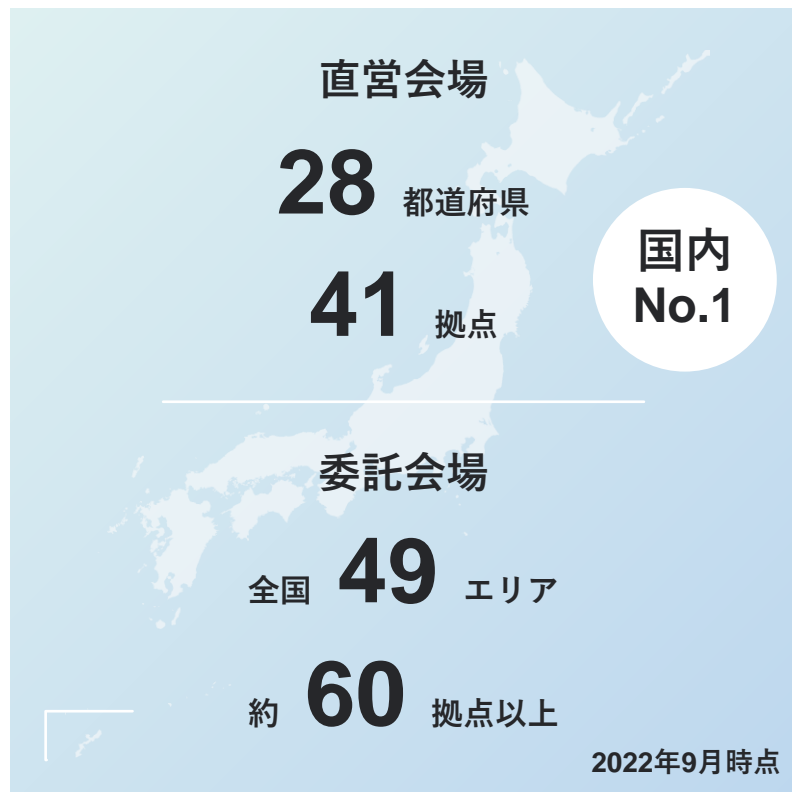 直営会場
28 都道府県
41 拠点
国内
No.1
委託会場
全国 49 エリア
約 60 拠点以上
2022年9月時点